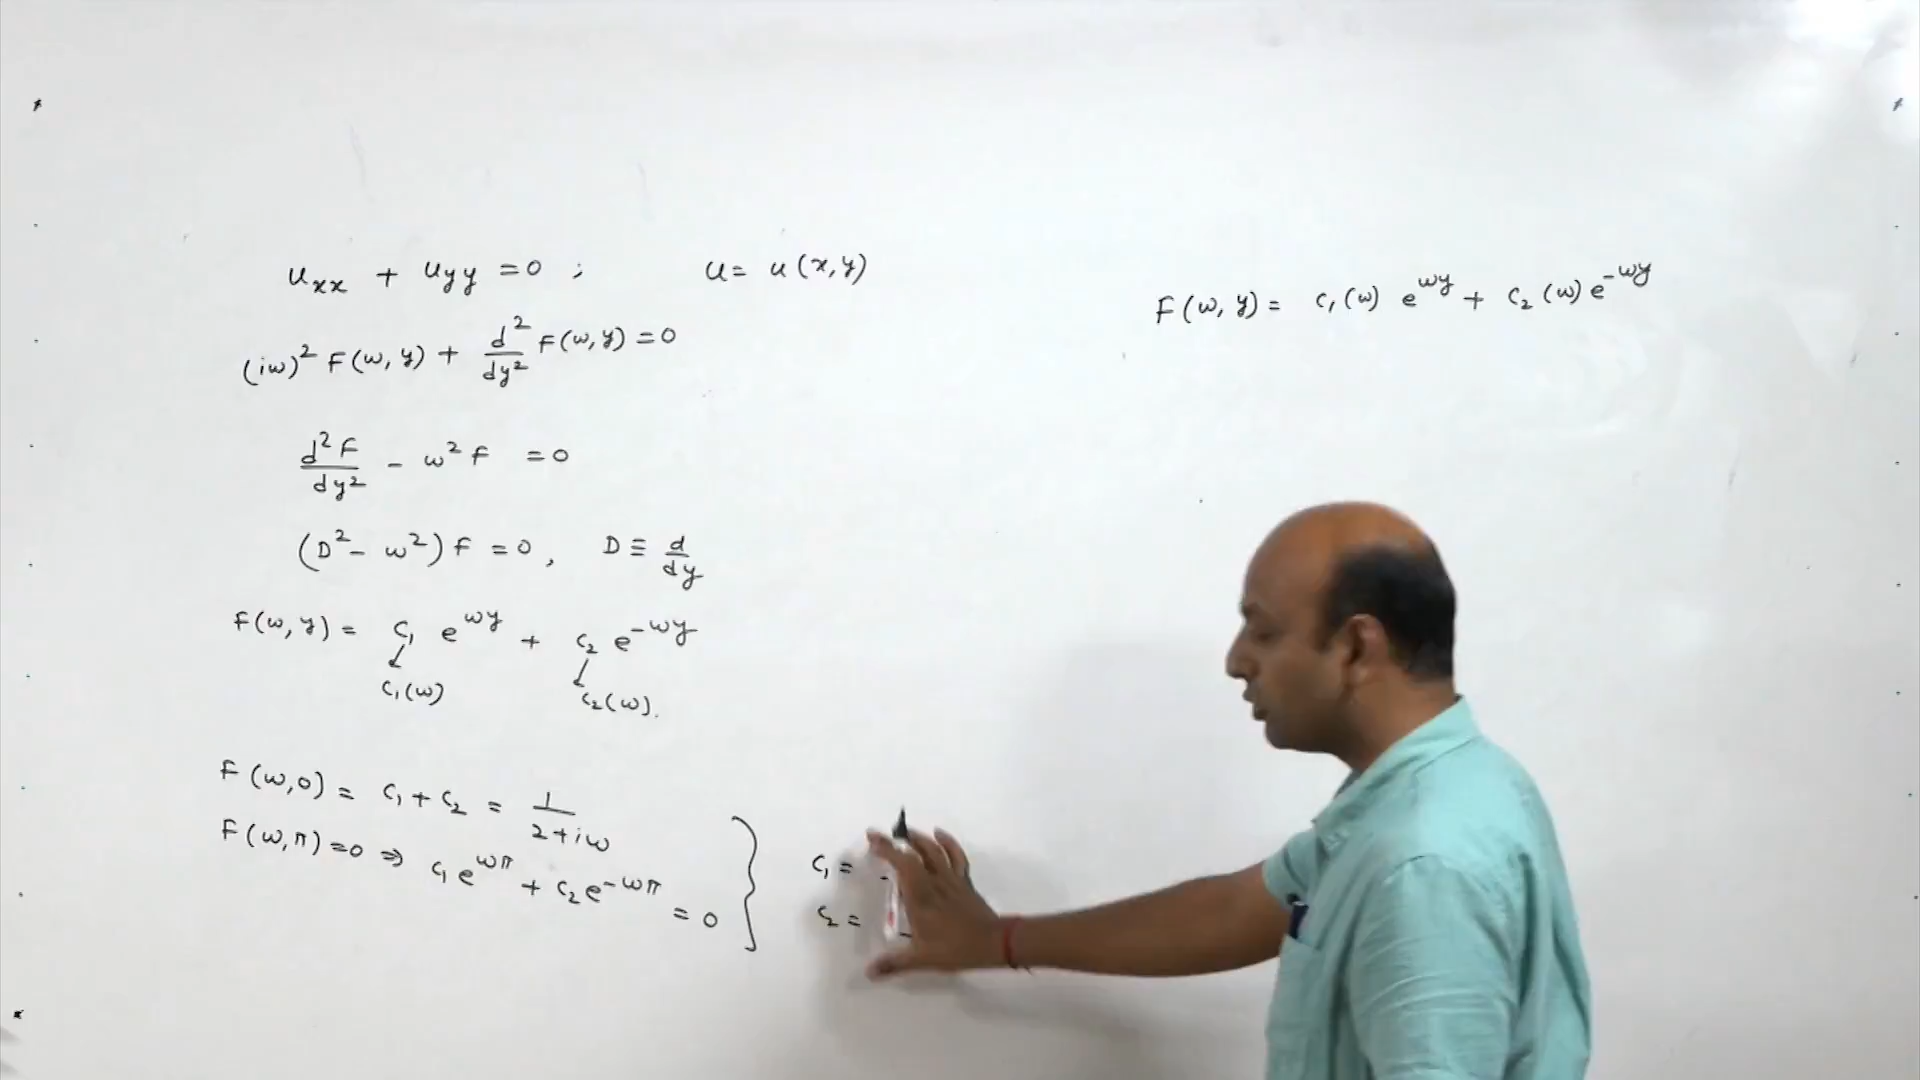 u_xx + u_yy = 0 ; u = u(x,y)
(iω)² F(ω, y) + d²/dy² F(ω, y) = 0
d²F/dy² - ω² F = 0
(D² - ω²) F = 0, D ≡ d/dy
F(ω, y) = c₁ e^{ωy} + c₂ e^{-ωy}
c₁(ω) c₂(ω).
F(ω, 0) = c₁ + c₂ = 1/(2+iω)
F(ω, π) = 0 ⇒ c₁ e^{ωπ} + c₂ e^{-ωπ} = 0
c₁ =
c₂ =
F(ω, y) = c₁(ω) e^{ωy} + c₂(ω) e^{-ωy}